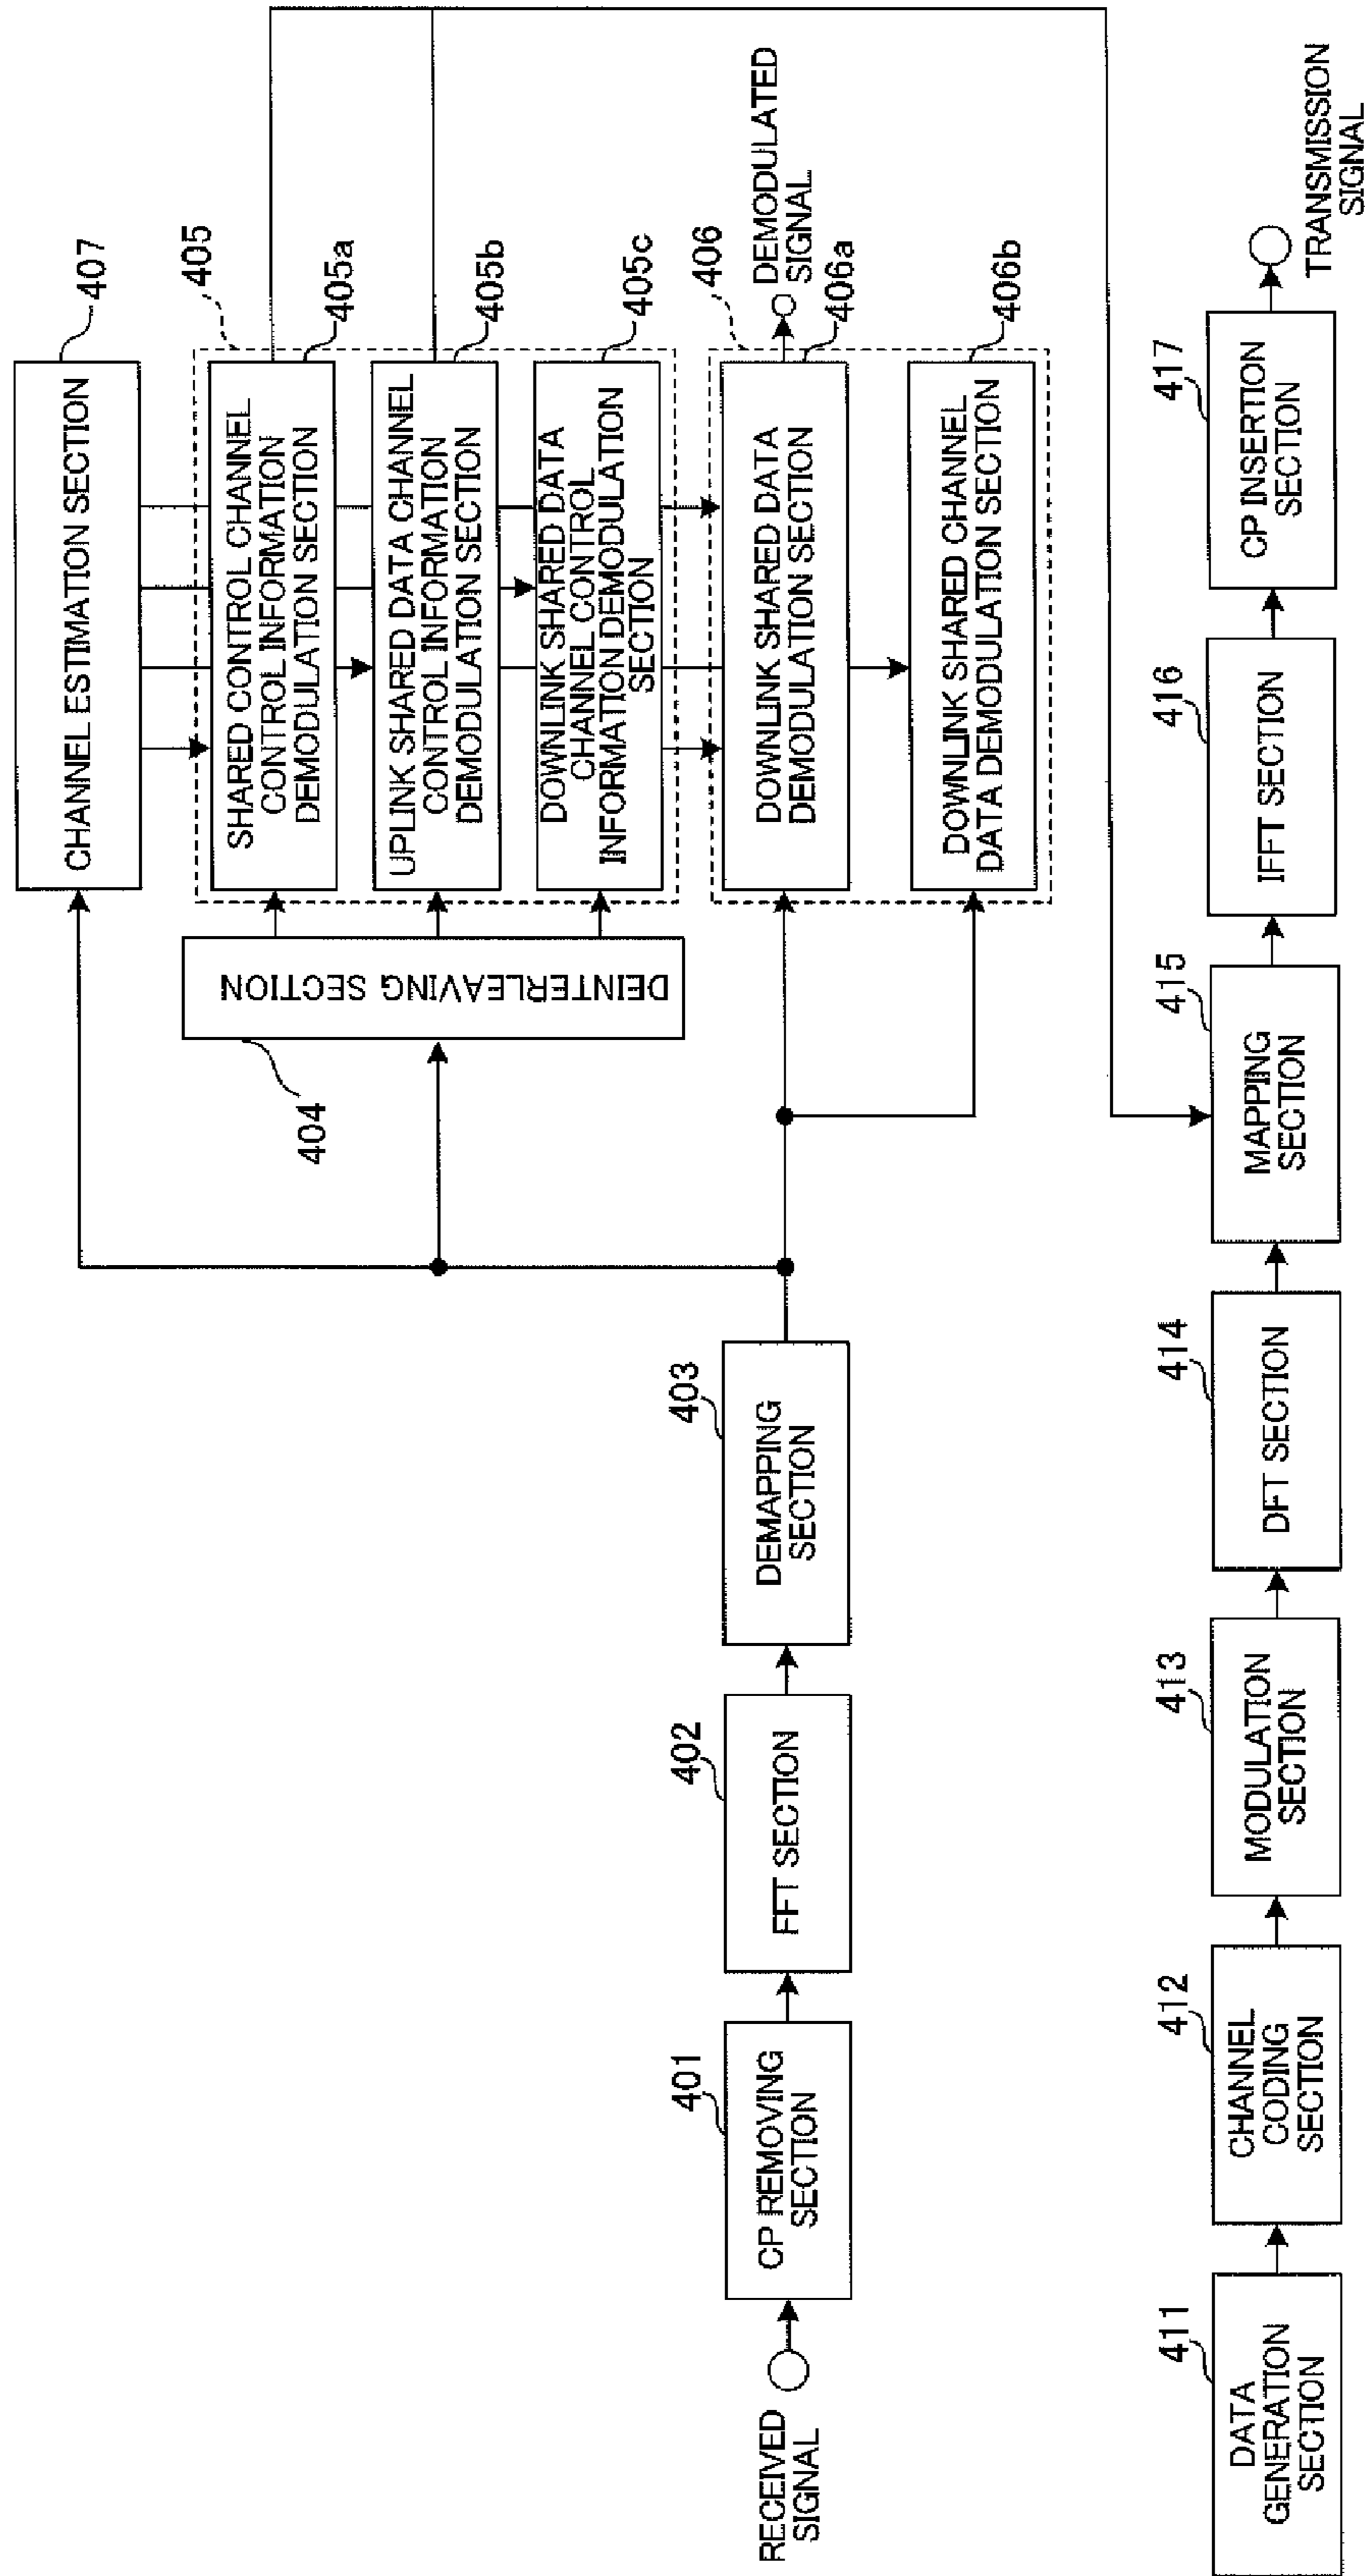 407
CHANNEL ESTIMATION SECTION
405
SHARED CONTROL CHANNEL
CONTROL INFORMATION
DEMODULATION SECTION
405a
UPLINK SHARED DATA CHANNEL
CONTROL INFORMATION
DEMODULATION SECTION
405b
DOWNLINK SHARED DATA
CHANNEL CONTROL
INFORMATION DEMODULATION
SECTION
405c
DEINTERLEAVING SECTION
404
406
DOWNLINK SHARED DATA
DEMODULATION SECTION
406a
DEMODULATED
SIGNAL
DOWNLINK SHARED CHANNEL
DATA DEMODULATION SECTION
406b
RECEIVED
SIGNAL
401
CP REMOVING
SECTION
402
FFT SECTION
403
DEMAPPING
SECTION
411
DATA
GENERATION
SECTION
412
CHANNEL
CODING
SECTION
413
MODULATION
SECTION
414
DFT SECTION
415
MAPPING
SECTION
416
IFFT SECTION
417
CP INSERTION
SECTION
TRANSMISSION
SIGNAL